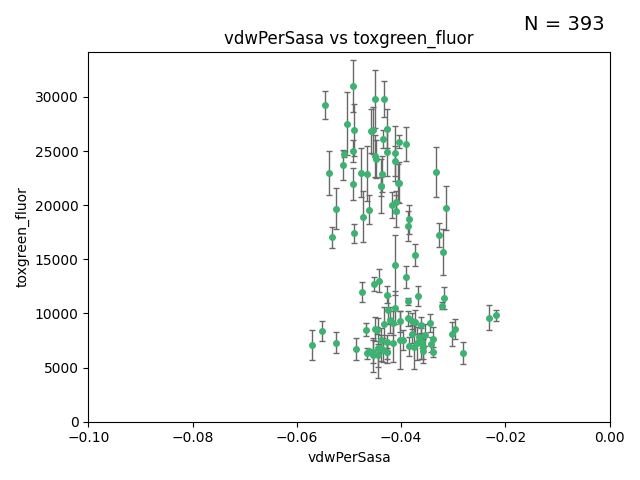 N = 393
vdwPerSasa vs toxgreen_fluor
30000
25000
20000
15000
10000
5000
0
toxgreen_fluor
−0.10 −0.08 −0.06 −0.04 −0.02 0.00
vdwPerSasa